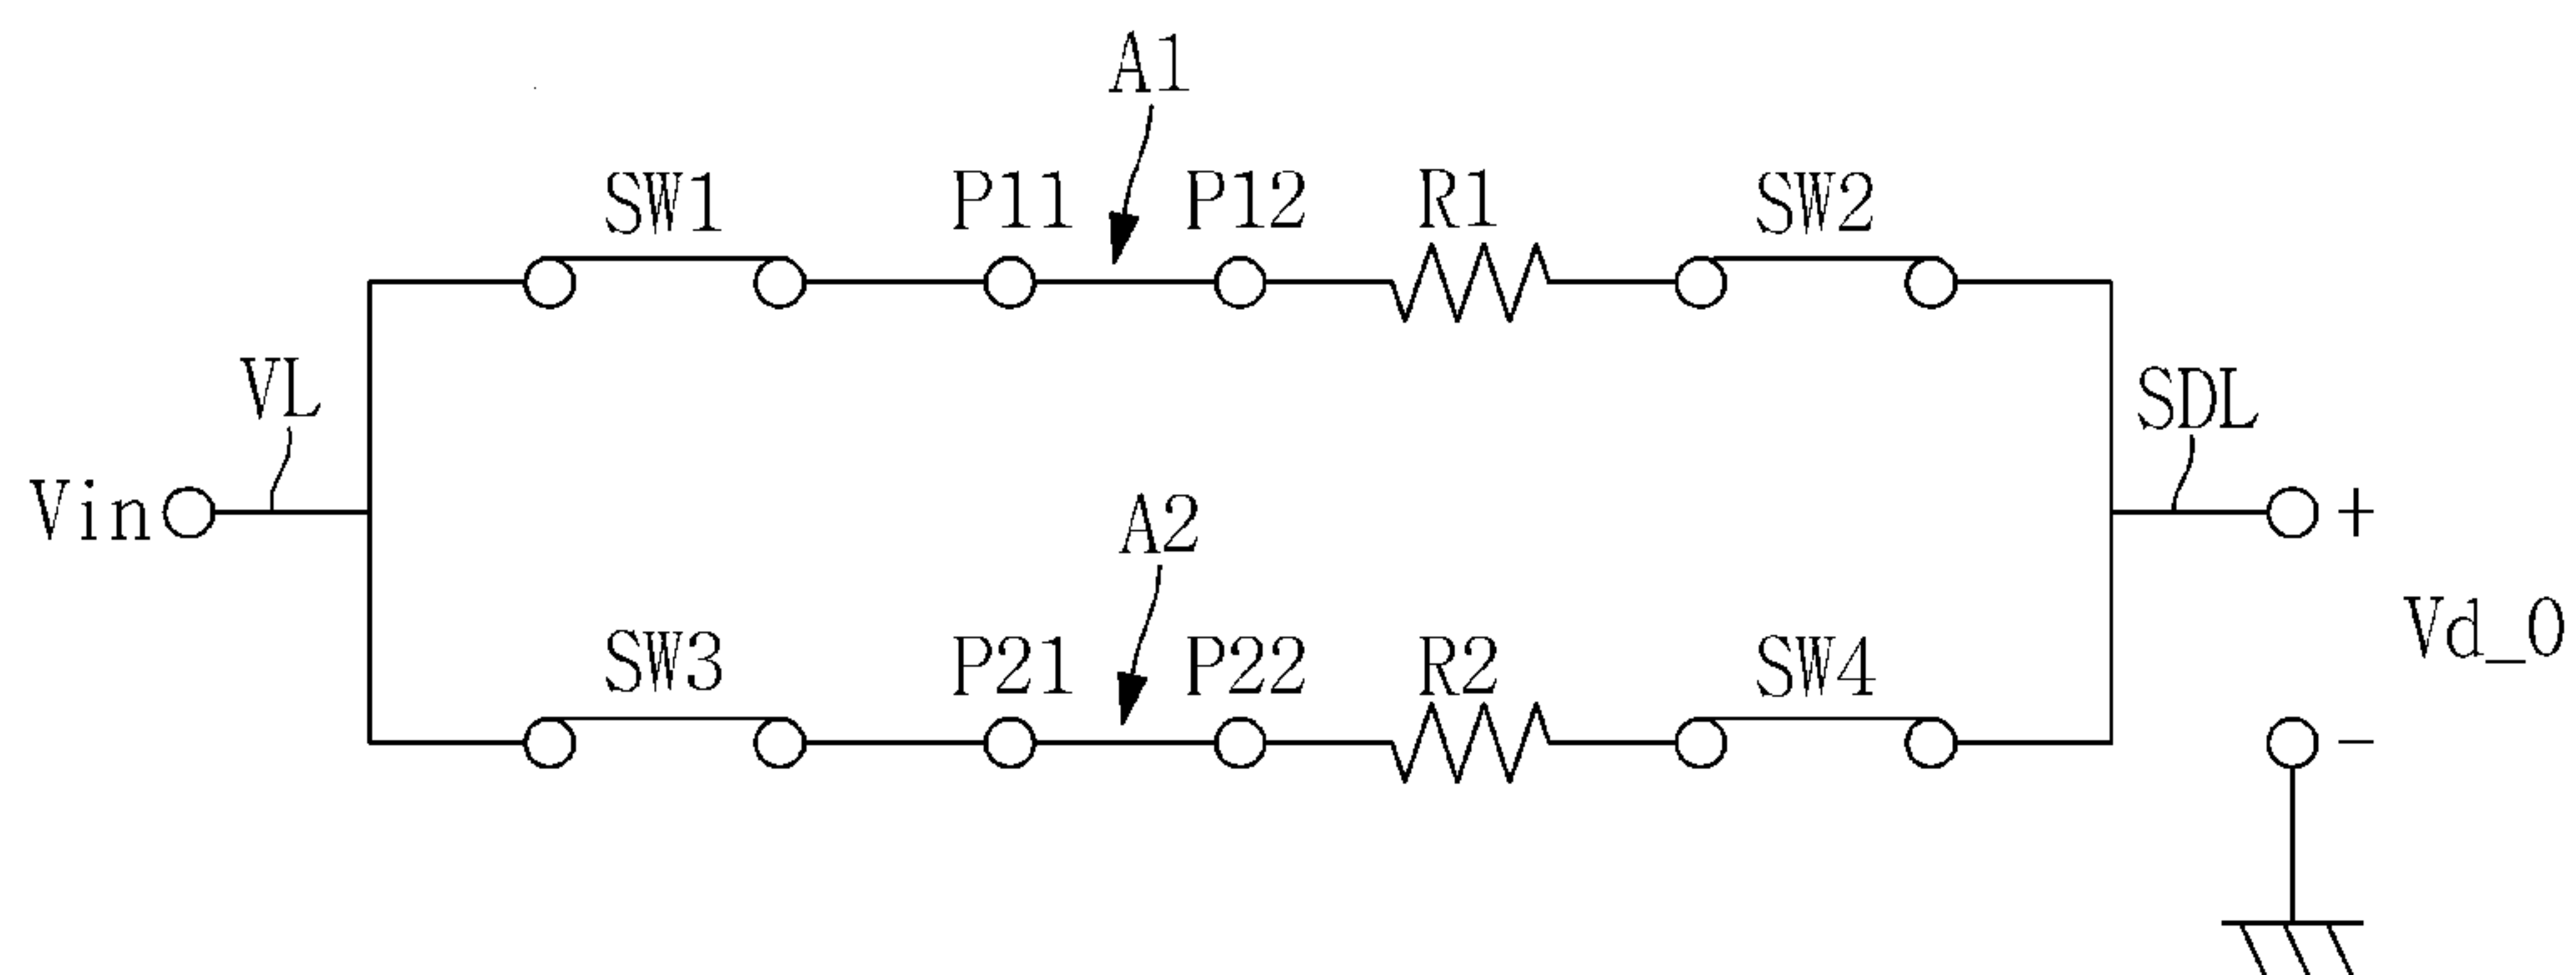 A1
SW1 P11 P12 R1 SW2
VL
SDL
Vin
+
A2
Vd_0
SW3 P21 P22 R2 SW4
-